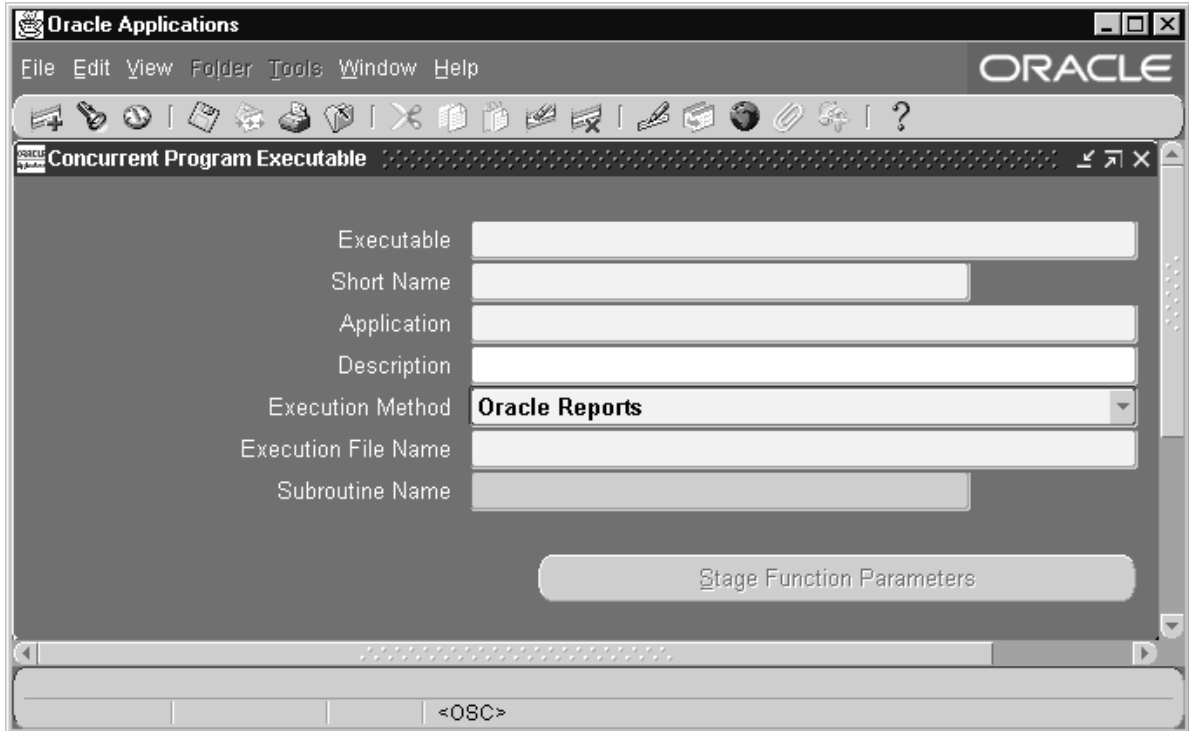 Oracle Applications
File Edit View Folder Tools Window Help
ORACLE
?
Concurrent Program Executable
Executable
Short Name
Application
Description
Execution Method Oracle Reports
Execution File Name
Subroutine Name
Stage Function Parameters
<OSC>